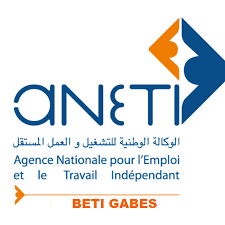 aNETI
الوكالة الوطنية للتشغيل و العمل المستقل
Agence Nationale pour l'Emploi
et le Travail Indépendant
BETI GABES